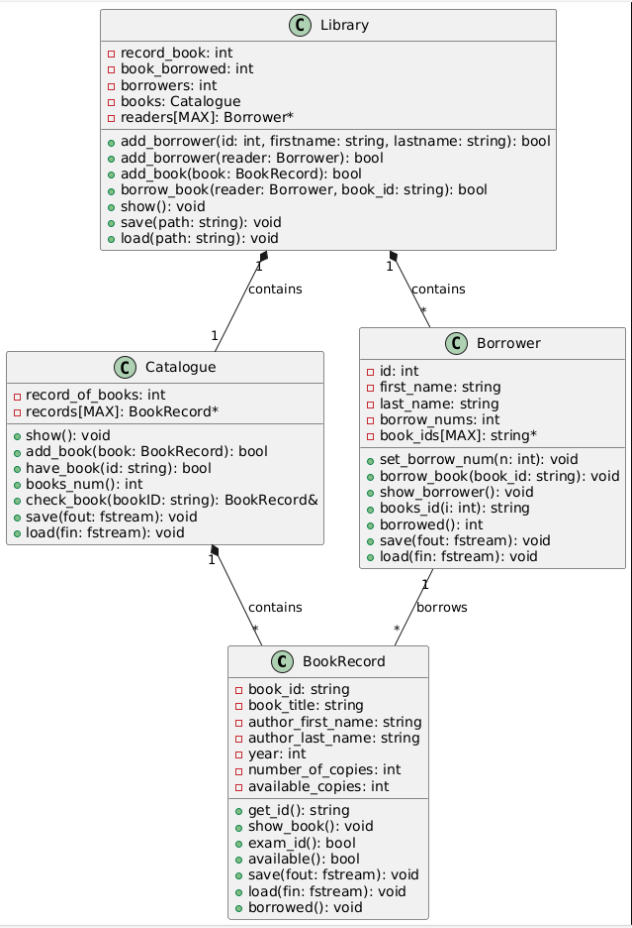 C Library
record_book: int
book_borrowed: int
borrowers: int
books: Catalogue
readers[MAX]: Borrower*
add_borrower(id: int, firstname: string, lastname: string): bool
add_borrower(reader: Borrower): bool
add_book(book: BookRecord): bool
borrow_book(reader: Borrower, book_id: string): bool
show(): void
save(path: string): void
load(path: string): void
1
contains
1
1
contains
*
C Catalogue
record_of_books: int
records[MAX]: BookRecord*
show(): void
add_book(book: BookRecord): bool
have_book(id: string): bool
books_num(): int
check_book(bookID: string): BookRecord&
save(fout: fstream): void
load(fin: fstream): void
C Borrower
id: int
first_name: string
last_name: string
borrow_nums: int
book_ids[MAX]: string*
set_borrow_num(n: int): void
borrow_book(book_id: string): void
show_borrower(): void
books_id(i: int): string
borrowed(): int
save(fout: fstream): void
load(fin: fstream): void
1
contains
*
1
borrows
*
C BookRecord
book_id: string
book_title: string
author_first_name: string
author_last_name: string
year: int
number_of_copies: int
available_copies: int
get_id(): string
show_book(): void
exam_id(): bool
available(): bool
save(fout: fstream): void
load(fin: fstream): void
borrowed(): void